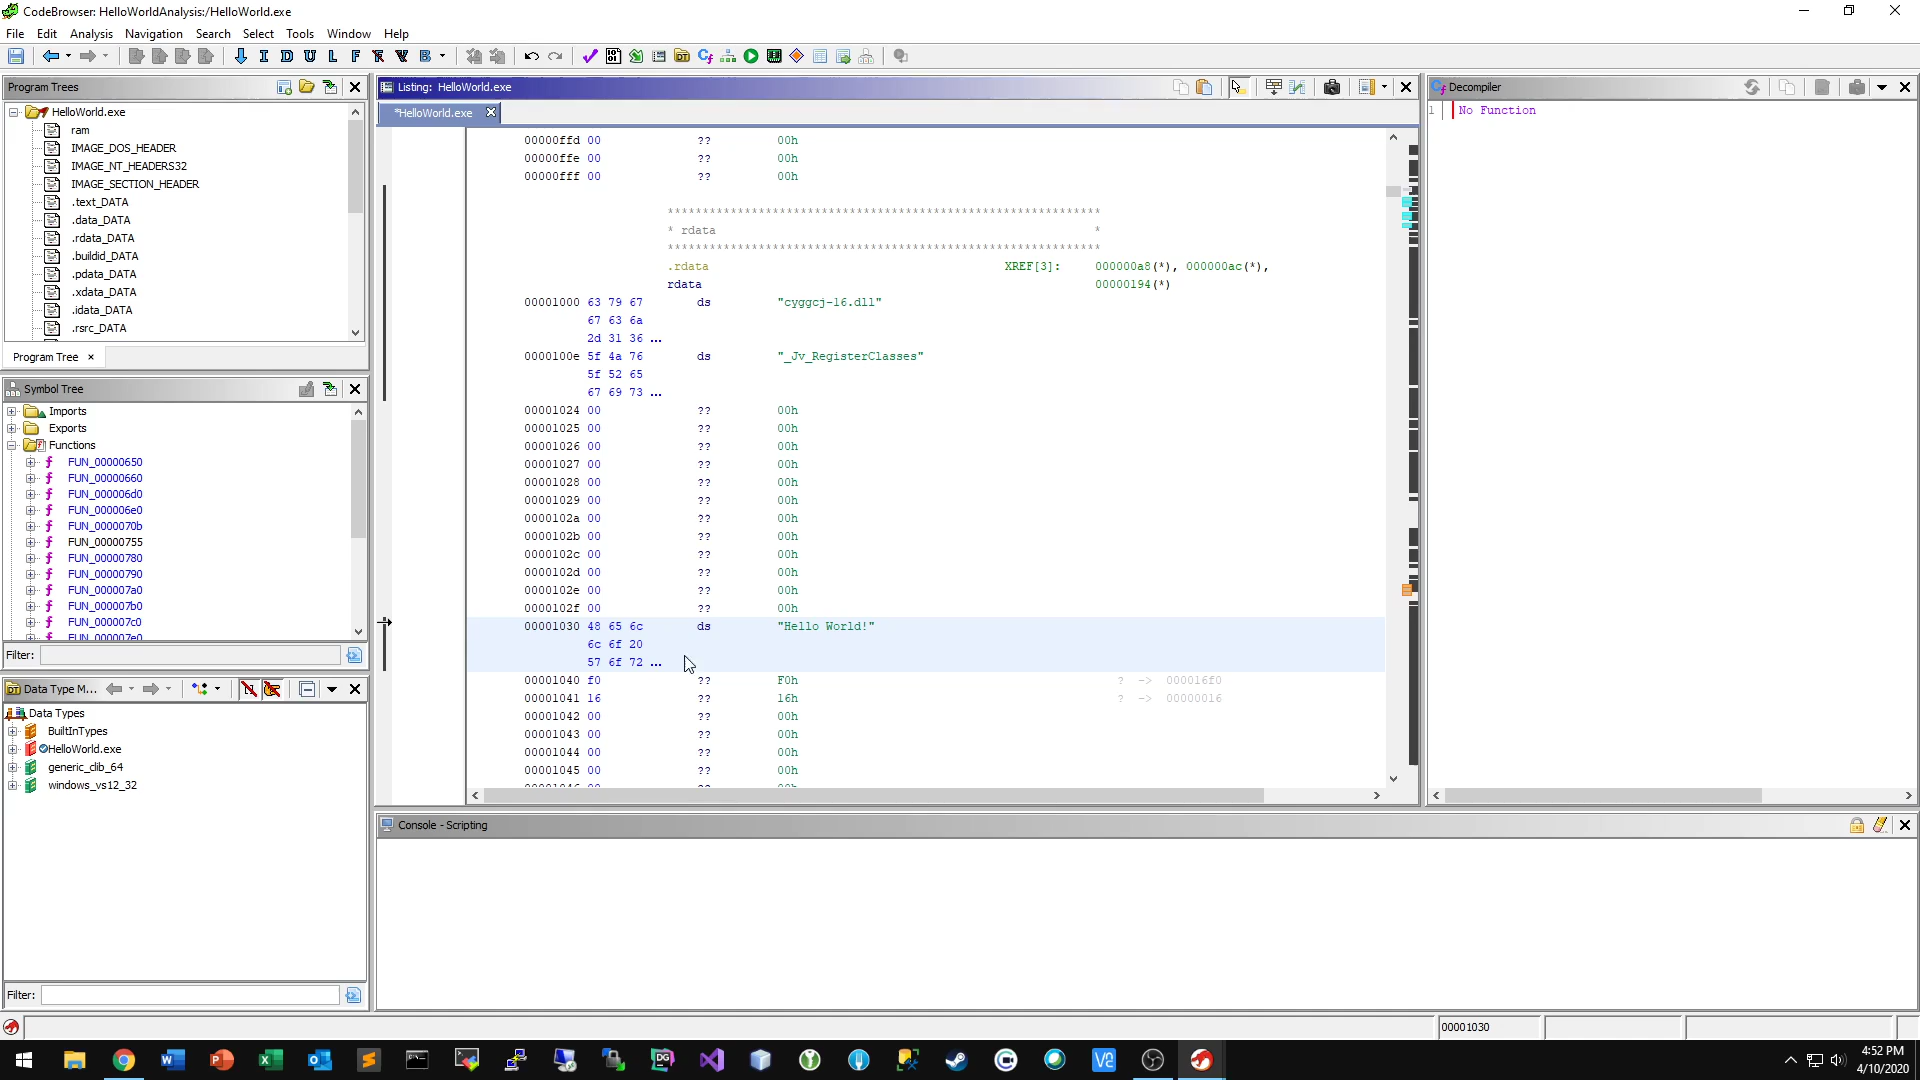 CodeBrowser: HelloWorldAnalysis:/HelloWorld.exe
File Edit Analysis Navigation Search Select Tools Window Help
I D U L F R V B
Program Trees
HelloWorld.exe
ram
IMAGE_DOS_HEADER
IMAGE_NT_HEADERS32
IMAGE_SECTION_HEADER
.text_DATA
.data_DATA
.rdata_DATA
.buildid_DATA
.pdata_DATA
.xdata_DATA
.idata_DATA
.rsrc_DATA
Program Tree ×
Symbol Tree
Imports
Exports
Functions
FUN_00000650
FUN_00000660
FUN_000006d0
FUN_000006e0
FUN_0000070b
FUN_00000755
FUN_00000780
FUN_00000790
FUN_000007a0
FUN_000007b0
FUN_000007c0
FUN_000007e0
Filter:
Data Type M...
Data Types
BuiltInTypes
HelloWorld.exe
generic_clib_64
windows_vs12_32
Filter:
Listing: HelloWorld.exe
*HelloWorld.exe
00000ffd 00 ?? 00h
00000ffe 00 ?? 00h
00000fff 00 ?? 00h
**************************************************************
* rdata *
**************************************************************
.rdata XREF[3]: 000000a8(*), 000000ac(*),
rdata 00000194(*)
00001000 63 79 67 ds "cyggcj-16.dll"
67 63 6a
2d 31 36 ...
0000100e 5f 4a 76 ds "_Jv_RegisterClasses"
5f 52 65
67 69 73 ...
00001024 00 ?? 00h
00001025 00 ?? 00h
00001026 00 ?? 00h
00001027 00 ?? 00h
00001028 00 ?? 00h
00001029 00 ?? 00h
0000102a 00 ?? 00h
0000102b 00 ?? 00h
0000102c 00 ?? 00h
0000102d 00 ?? 00h
0000102e 00 ?? 00h
0000102f 00 ?? 00h
00001030 48 65 6c ds "Hello World!"
6c 6f 20
57 6f 72 ...
00001040 f0 ?? F0h ? -> 000016f0
00001041 16 ?? 16h ? -> 00000016
00001042 00 ?? 00h
00001043 00 ?? 00h
00001044 00 ?? 00h
00001045 00 ?? 00h
Decompiler
1 No Function
Console - Scripting
00001030
4:52 PM
4/10/2020